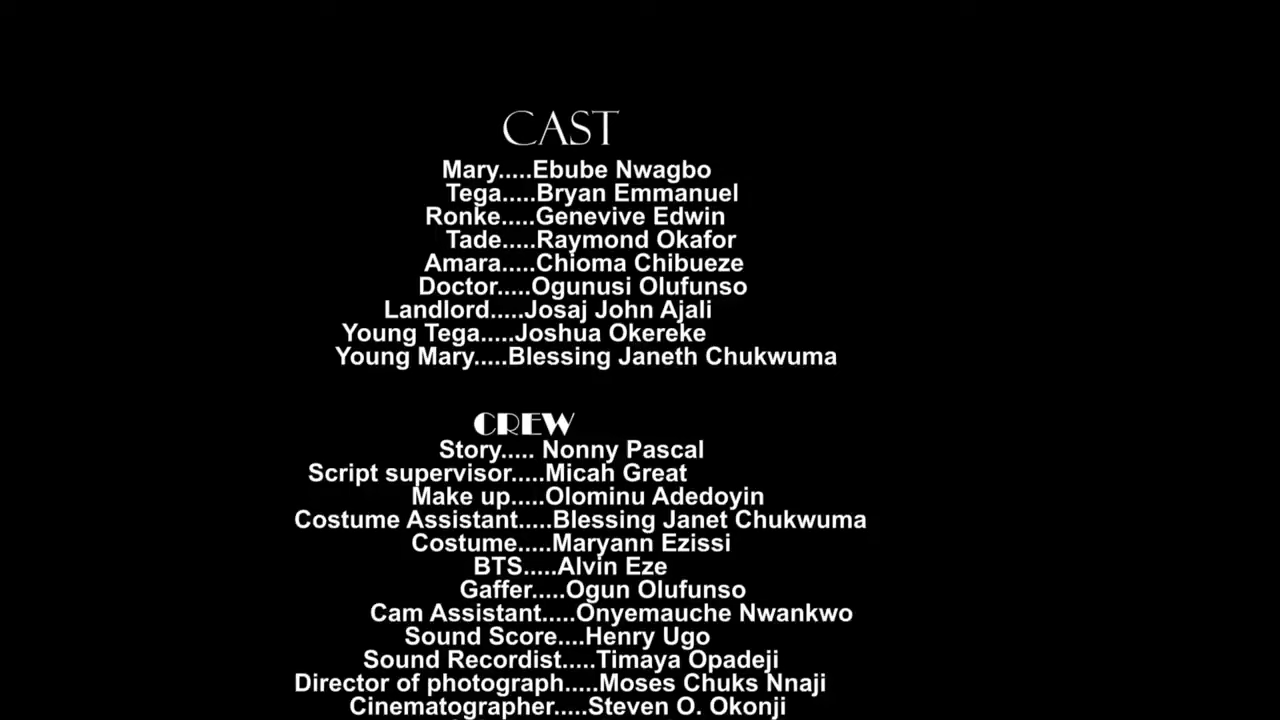 CAST
Mary.....Ebube Nwagbo
Tega.....Bryan Emmanuel
Ronke.....Genevive Edwin
Tade.....Raymond Okafor
Amara.....Chioma Chibueze
Doctor.....Ogunusi Olufunso
Landlord.....Josaj John Ajali
Young Tega.....Joshua Okereke
Young Mary.....Blessing Janeth Chukwuma
CREW
Story..... Nonny Pascal
Script supervisor.....Micah Great
Make up.....Olominu Adedoyin
Costume Assistant.....Blessing Janet Chukwuma
Costume.....Maryann Ezissi
BTS.....Alvin Eze
Gaffer.....Ogun Olufunso
Cam Assistant.....Onyemauche Nwankwo
Sound Score....Henry Ugo
Sound Recordist.....Timaya Opadeji
Director of photograph.....Moses Chuks Nnaji
Cinematographer.....Steven O. Okonji